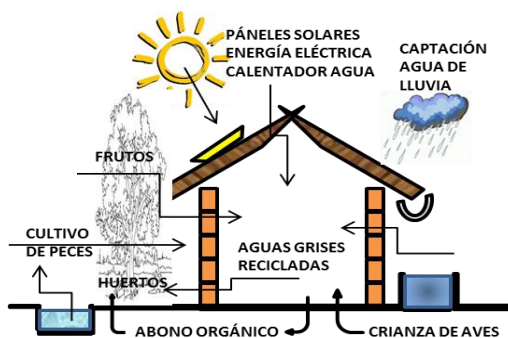 PÁNELES SOLARES
ENERGÍA ELÉCTRICA
CALENTADOR AGUA
CAPTACIÓN
AGUA DE
LLUVIA
FRUTOS
CULTIVO
DE PECES
AGUAS GRISES
RECICLADAS
HUERTOS
ABONO ORGÁNICO
CRIANZA DE AVES